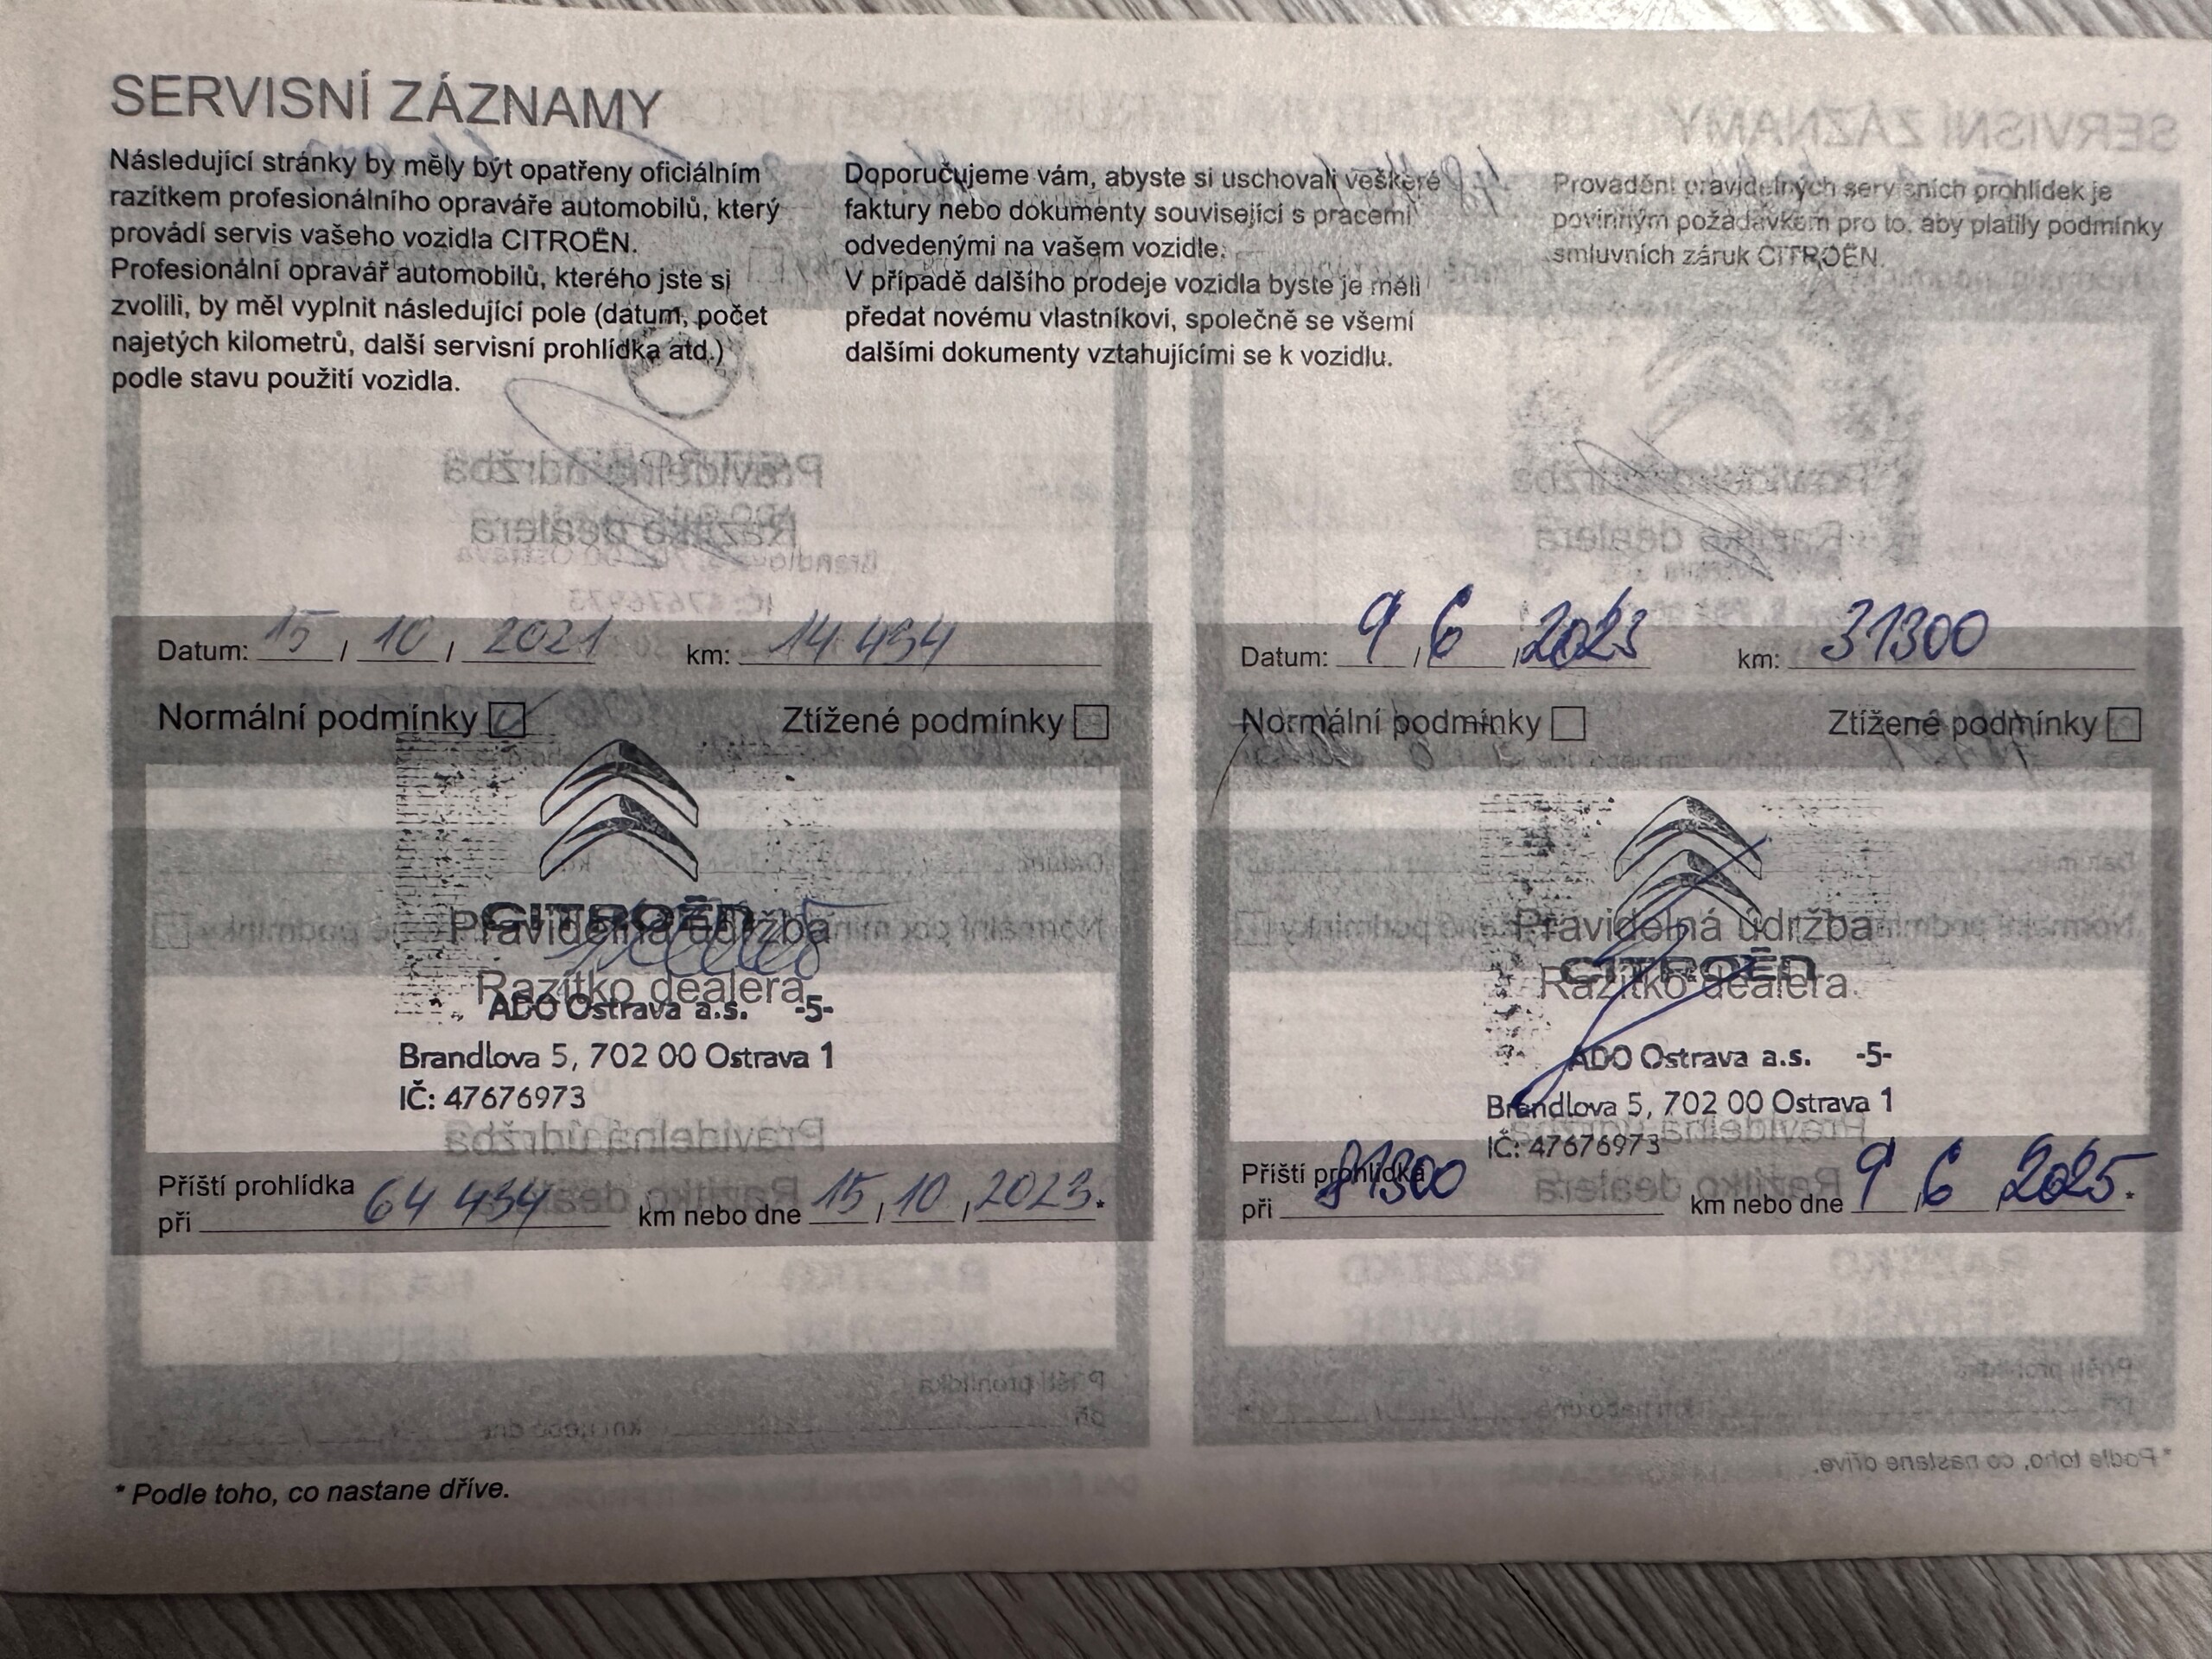 SERVISNÍ ZÁZNAMY
Následující stránky by měly být opatřeny oficiálním
razítkem profesionálního opraváře automobilů, který
provádí servis vašeho vozidla CITROËN.
Profesionální opravář automobilů, kterého jste si
zvolili, by měl vyplnit následující pole (datum, počet
najetých kilometrů, další servisní prohlídka atd.)
podle stavu použití vozidla.
Doporučujeme vám, abyste si uschovali veškeré
faktury nebo dokumenty související s pracemi
odvedenými na vašem vozidle.
V případě dalšího prodeje vozidla byste je měli
předat novému vlastníkovi, společně se všemi
dalšími dokumenty vztahujícími se k vozidlu.
Provádění pravidelných servisních prohlídek je
povinným požadavkem pro to, aby platily podmínky
smluvních záruk CITROËN.
Datum: 15 / 10 / 2021 km: 14 434
Normální podmínky Ztížené podmínky
CITROËN
Pravidelná údržba
Razítko dealera
ADO Ostrava a.s. -5-
Brandlova 5, 702 00 Ostrava 1
IČ: 47676973
Příští prohlídka
při 64 434 km nebo dne 15 / 10 / 2023 *
Datum: 9 / 6 / 2023 km: 31300
Normální podmínky Ztížené podmínky
Pravidelná údržba
CITROËN
Razítko dealera
ADO Ostrava a.s. -5-
Brandlova 5, 702 00 Ostrava 1
IČ: 47676973
Příští prohlídka
při 81300 km nebo dne 9 / 6 / 2025 *
* Podle toho, co nastane dříve.